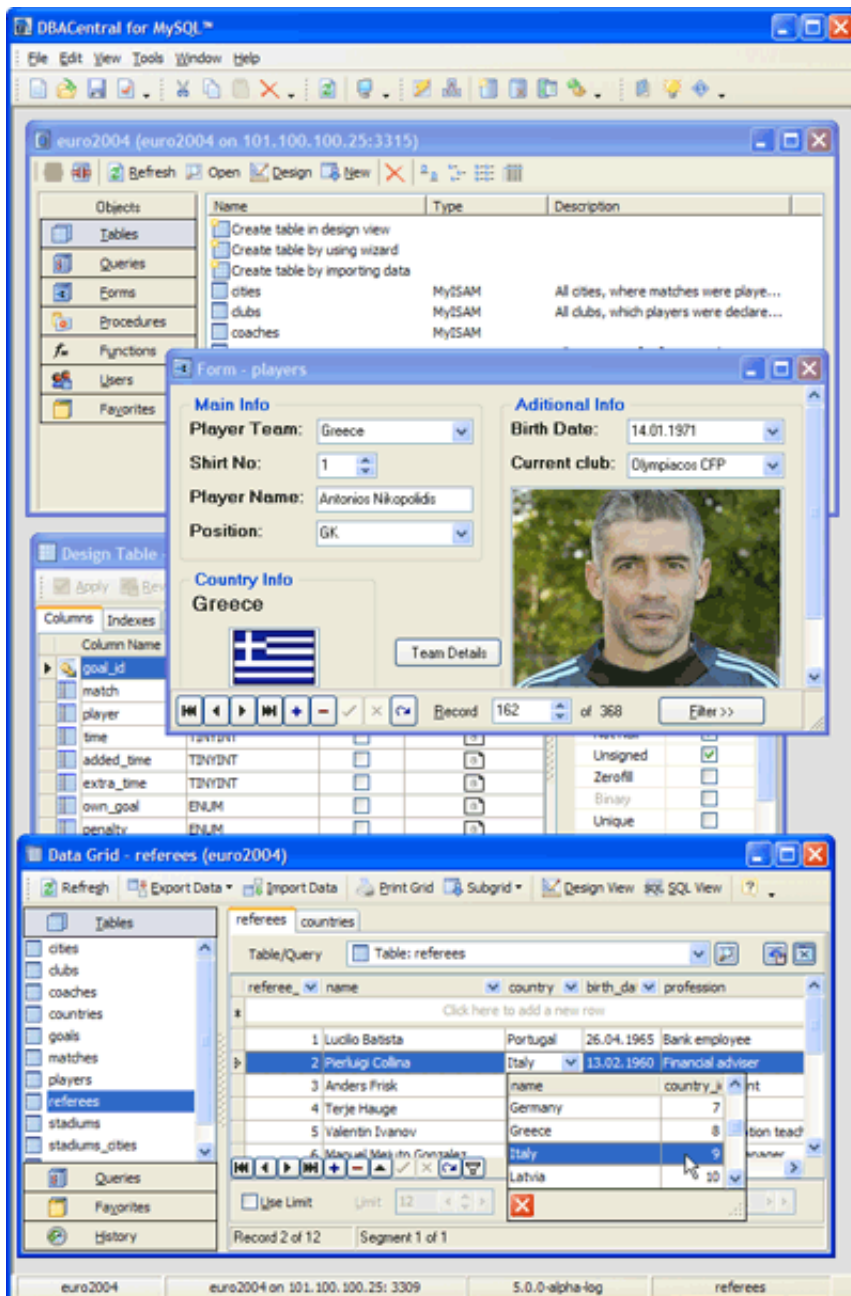 DBACentral for MySQL™
File Edit View Tools Window Help
euro2004 (euro2004 on 101.100.100.25:3315)
Refresh Open Design New
Objects Name Type Description
Tables Create table in design view
Queries Create table by using wizard
Create table by importing data
Forms cities MyISAM All cities, where matches were playe...
Procedures clubs MyISAM All clubs, which players were declare...
coaches MyISAM
Functions
Users
Favorites
Form - players
Main Info Aditional Info
Player Team: Greece Birth Date: 14.01.1971
Shirt No: 1 Current club: Olympiacos CFP
Player Name: Antonios Nikopolidis
Position: GK
Country Info
Greece
Team Details
Record 162 of 368 Filter >>
Design Table -
Apply Rev
Columns Indexes
Column Name
goal_id
match
player
time TINYINT
added_time TINYINT Unsigned
extra_time TINYINT Zerofill
own_goal ENUM Binary
penalty ENUM Unique
Data Grid - referees (euro2004)
Refresh Export Data Import Data Print Grid Subgrid Design View SQL SQL View
Tables referees countries
cities Table/Query Table: referees
clubs
coaches referee_ name country birth_da profession
countries Click here to add a new row
goals 1 Lucilio Batista Portugal 26.04.1965 Bank employee
matches 2 Pierluigi Collina Italy 13.02.1960 Financial adviser
players 3 Anders Frisk name
referees 4 Terje Hauge Germany 7
stadiums 5 Valentin Ivanov Greece 8
stadiums_cities 6 Manuel Mejuto Gonzalez Italy 9
Queries Latvia 10
Favorites Use Limit Limit 12
History Record 2 of 12 Segment 1 of 1
euro2004 euro2004 on 101.100.100.25: 3309 5.0.0-alpha-log referees